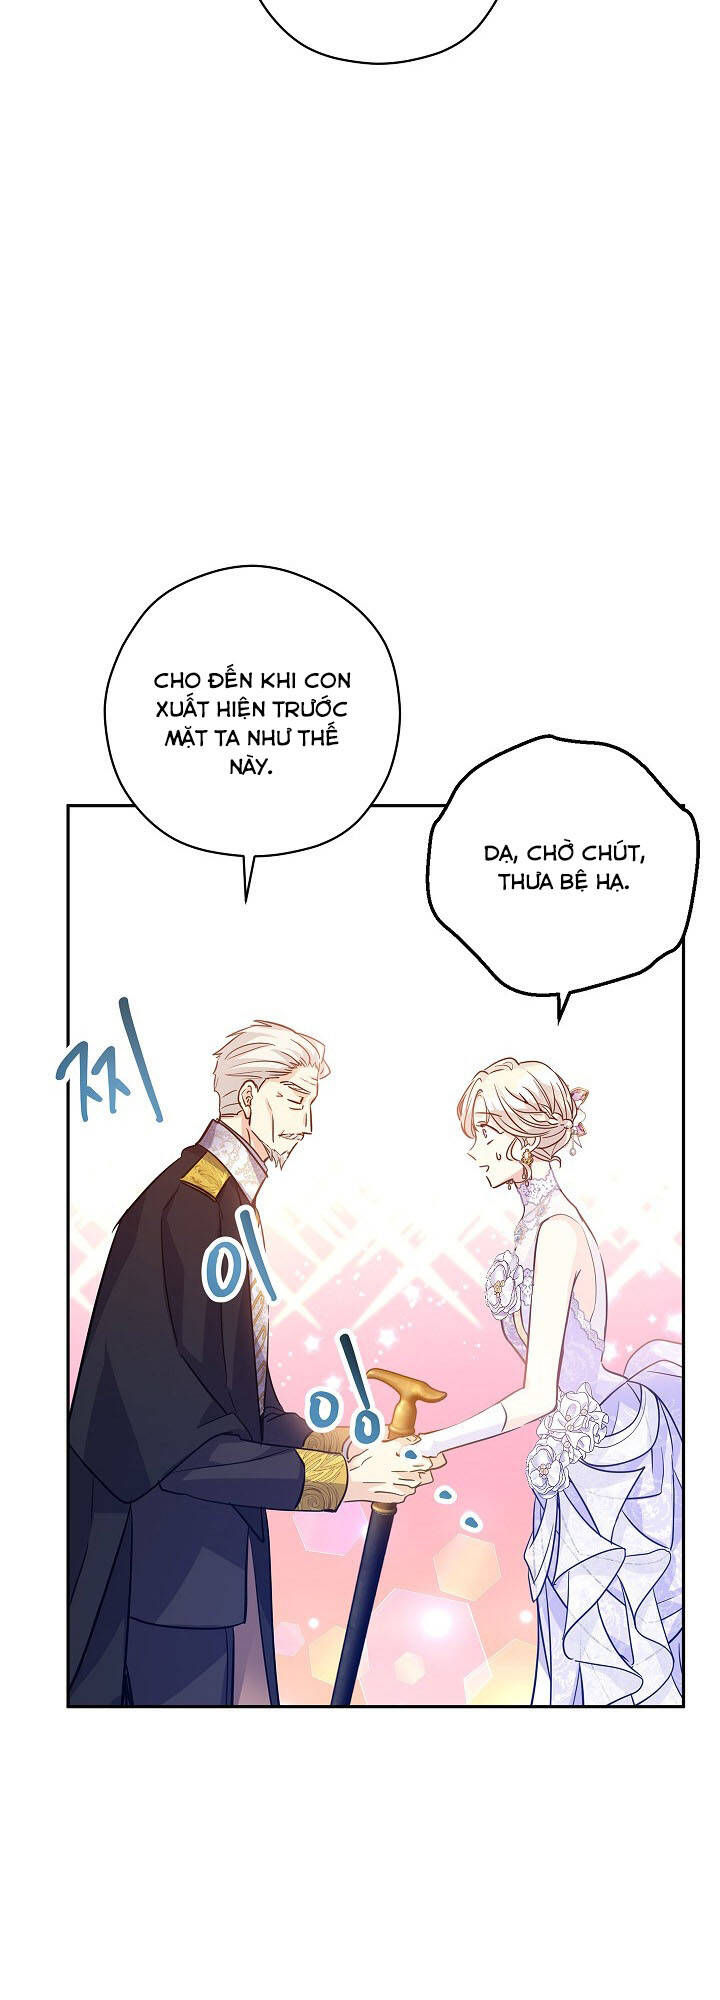 CHO ĐẾN KHI CON
XUẤT HIỆN TRƯỚC
MẶT TA NHƯ THẾ
NÀY.
DẠ, CHỜ CHÚT,
THƯA BỆ HẠ.
찌
이
잉...